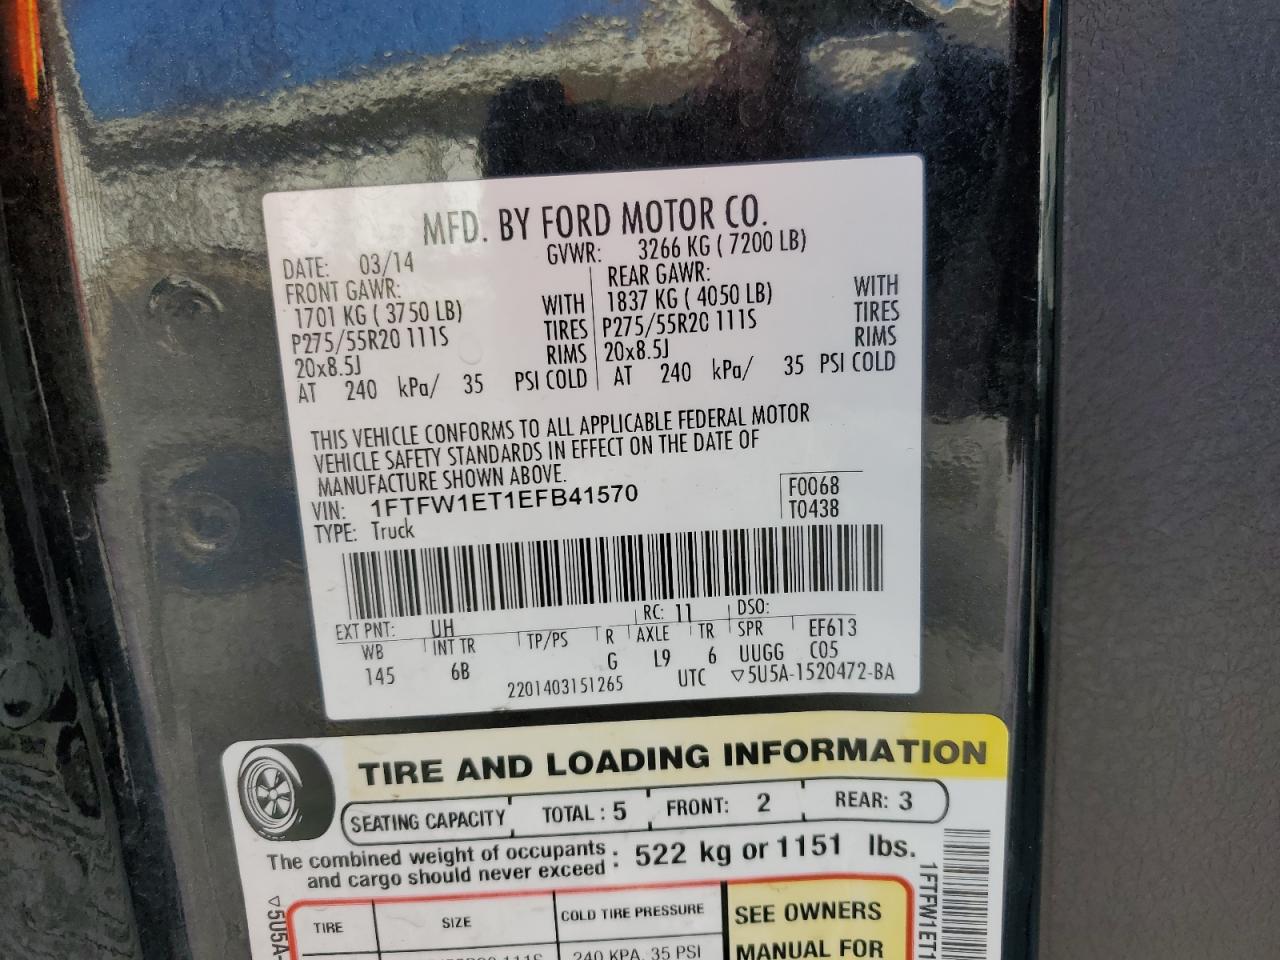 MFD. BY FORD MOTOR CO.
DATE: 03/14 GVWR: 3266 KG ( 7200 LB)
FRONT GAWR: REAR GAWR:
1701 KG ( 3750 LB) WITH 1837 KG ( 4050 LB) WITH
P275/55R20 111S TIRES P275/55R20 111S TIRES
20x8.5J RIMS 20x8.5J RIMS
AT 240 kPa/ 35 PSI COLD AT 240 kPa/ 35 PSI COLD
THIS VEHICLE CONFORMS TO ALL APPLICABLE FEDERAL MOTOR
VEHICLE SAFETY STANDARDS IN EFFECT ON THE DATE OF
MANUFACTURE SHOWN ABOVE.
VIN: 1FTFW1ET1EFB41570 F0068
TYPE: Truck T0438
EXT PNT: UH RC: 11 DSO:
WB INT TR TP/PS R AXLE TR SPR EF613
145 6B G L9 6 UUGG C05
2201403151265 UTC ▽5U5A-1520472-BA
TIRE AND LOADING INFORMATION
SEATING CAPACITY TOTAL : 5 FRONT: 2 REAR: 3
The combined weight of occupants
and cargo should never exceed : 522 kg or 1151 lbs.
TIRE SIZE COLD TIRE PRESSURE
111S 240 KPA, 35 PSI
SEE OWNERS
MANUAL FOR
▽5U5A-
1FTFW1ET1